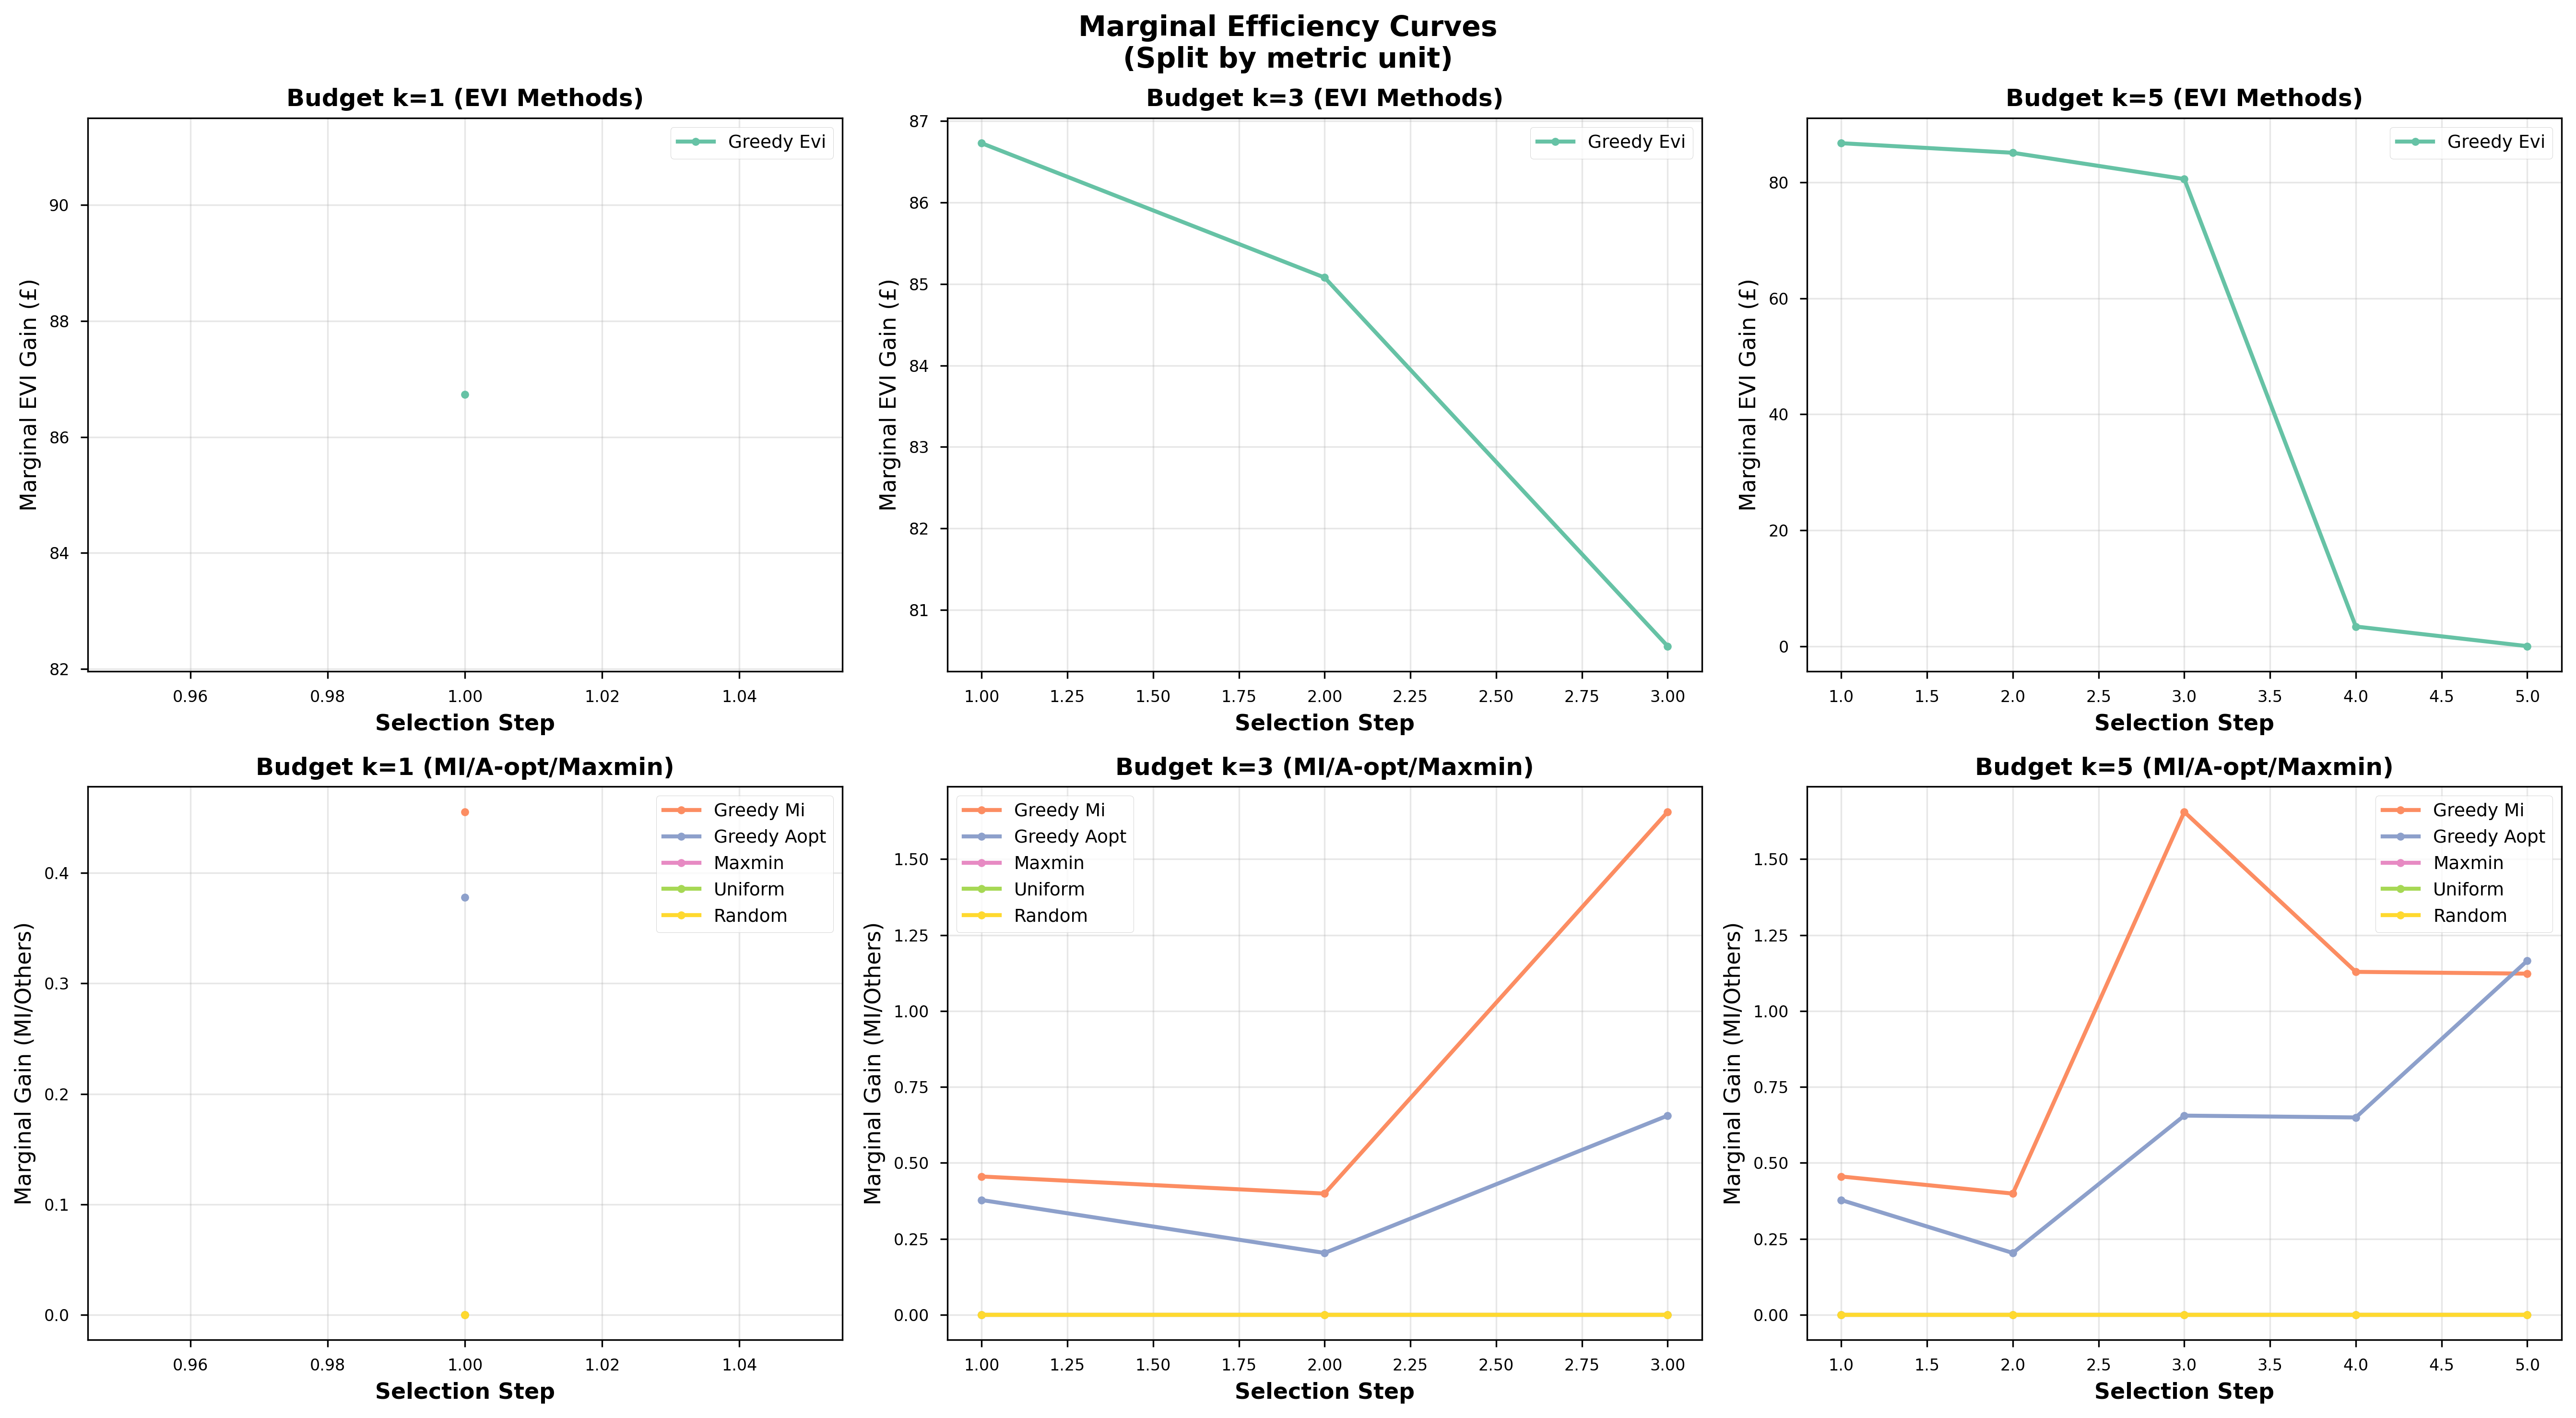 Marginal Efficiency Curves
(Split by metric unit)
Budget k=1 (EVI Methods)
Marginal EVI Gain (£)
90
88
86
84
82
Greedy Evi
0.96 0.98 1.00 1.02 1.04
Selection Step
Budget k=3 (EVI Methods)
Marginal EVI Gain (£)
87
86
85
84
83
82
81
Greedy Evi
1.00 1.25 1.50 1.75 2.00 2.25 2.50 2.75 3.00
Selection Step
Budget k=5 (EVI Methods)
Marginal EVI Gain (£)
80
60
40
20
0
Greedy Evi
1.0 1.5 2.0 2.5 3.0 3.5 4.0 4.5 5.0
Selection Step
Budget k=1 (MI/A-opt/Maxmin)
Marginal Gain (MI/Others)
0.4
0.3
0.2
0.1
0.0
Greedy Mi
Greedy Aopt
Maxmin
Uniform
Random
0.96 0.98 1.00 1.02 1.04
Selection Step
Budget k=3 (MI/A-opt/Maxmin)
Marginal Gain (MI/Others)
1.50
1.25
1.00
0.75
0.50
0.25
0.00
Greedy Mi
Greedy Aopt
Maxmin
Uniform
Random
1.00 1.25 1.50 1.75 2.00 2.25 2.50 2.75 3.00
Selection Step
Budget k=5 (MI/A-opt/Maxmin)
Marginal Gain (MI/Others)
1.50
1.25
1.00
0.75
0.50
0.25
0.00
Greedy Mi
Greedy Aopt
Maxmin
Uniform
Random
1.0 1.5 2.0 2.5 3.0 3.5 4.0 4.5 5.0
Selection Step